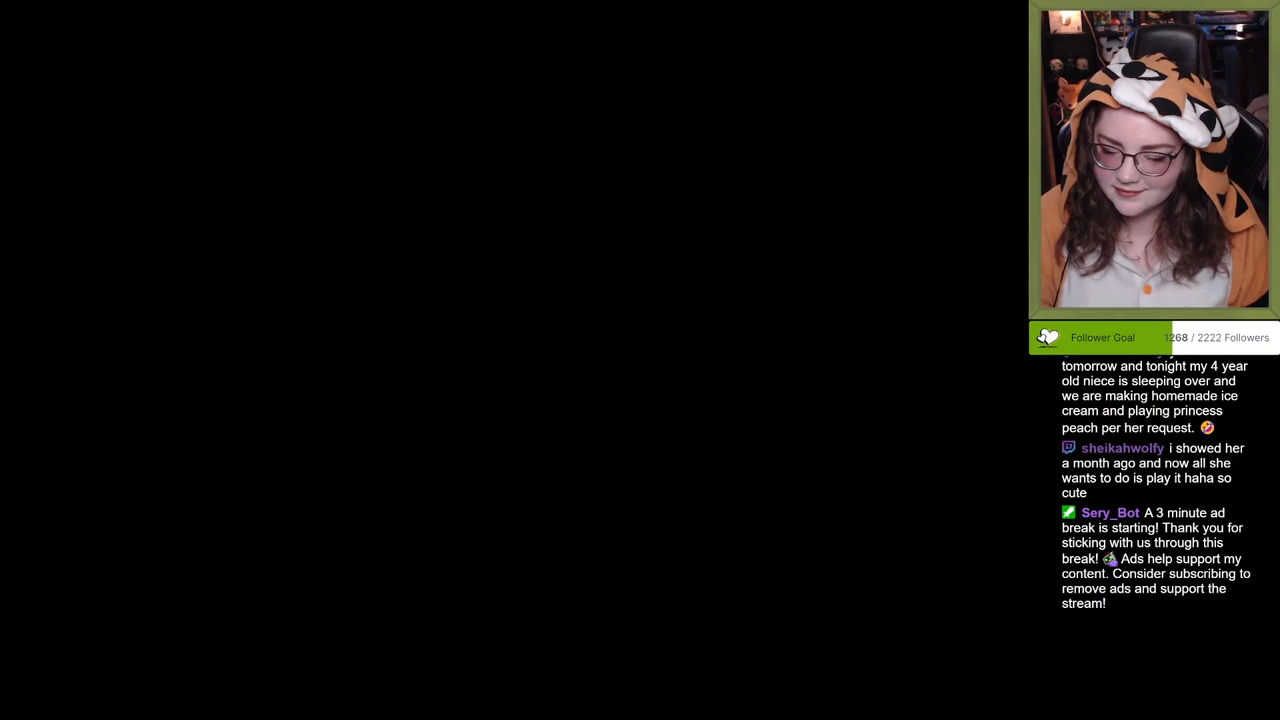 Follower Goal 1268 / 2222 Followers
tomorrow and tonight my 4 year
old niece is sleeping over and
we are making homemade ice
cream and playing princess
peach per her request. 🤣
sheikahwolfy i showed her
a month ago and now all she
wants to do is play it haha so
cute
Sery_Bot A 3 minute ad
break is starting! Thank you for
sticking with us through this
break! Ads help support my
content. Consider subscribing to
remove ads and support the
stream!